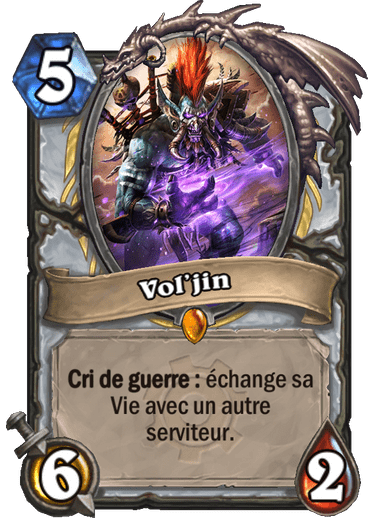 5
Vol'jin
Cri de guerre : échange sa
Vie avec un autre
serviteur.
6
2